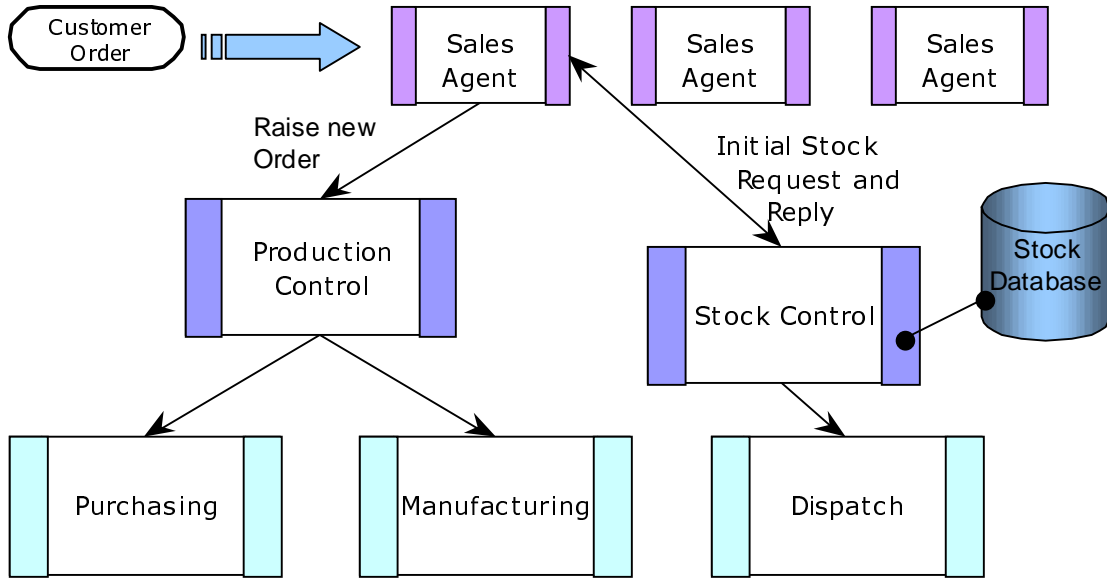 Customer
Order
Sales
Agent
Sales
Agent
Sales
Agent
Raise new
Order
Initial Stock
Request and
Reply
Production
Control
Stock Control
Stock
Database
Purchasing
Manufacturing
Dispatch